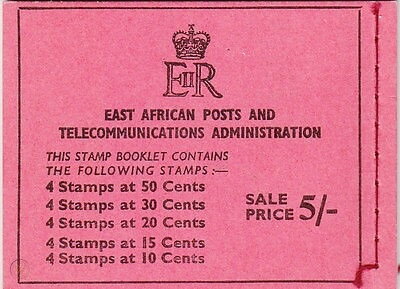 E II R
EAST AFRICAN POSTS AND
TELECOMMUNICATIONS ADMINISTRATION
THIS STAMP BOOKLET CONTAINS
THE FOLLOWING STAMPS :—
4 Stamps at 50 Cents
4 Stamps at 30 Cents
4 Stamps at 20 Cents
4 Stamps at 15 Cents
4 Stamps at 10 Cents
SALE
PRICE 5/-